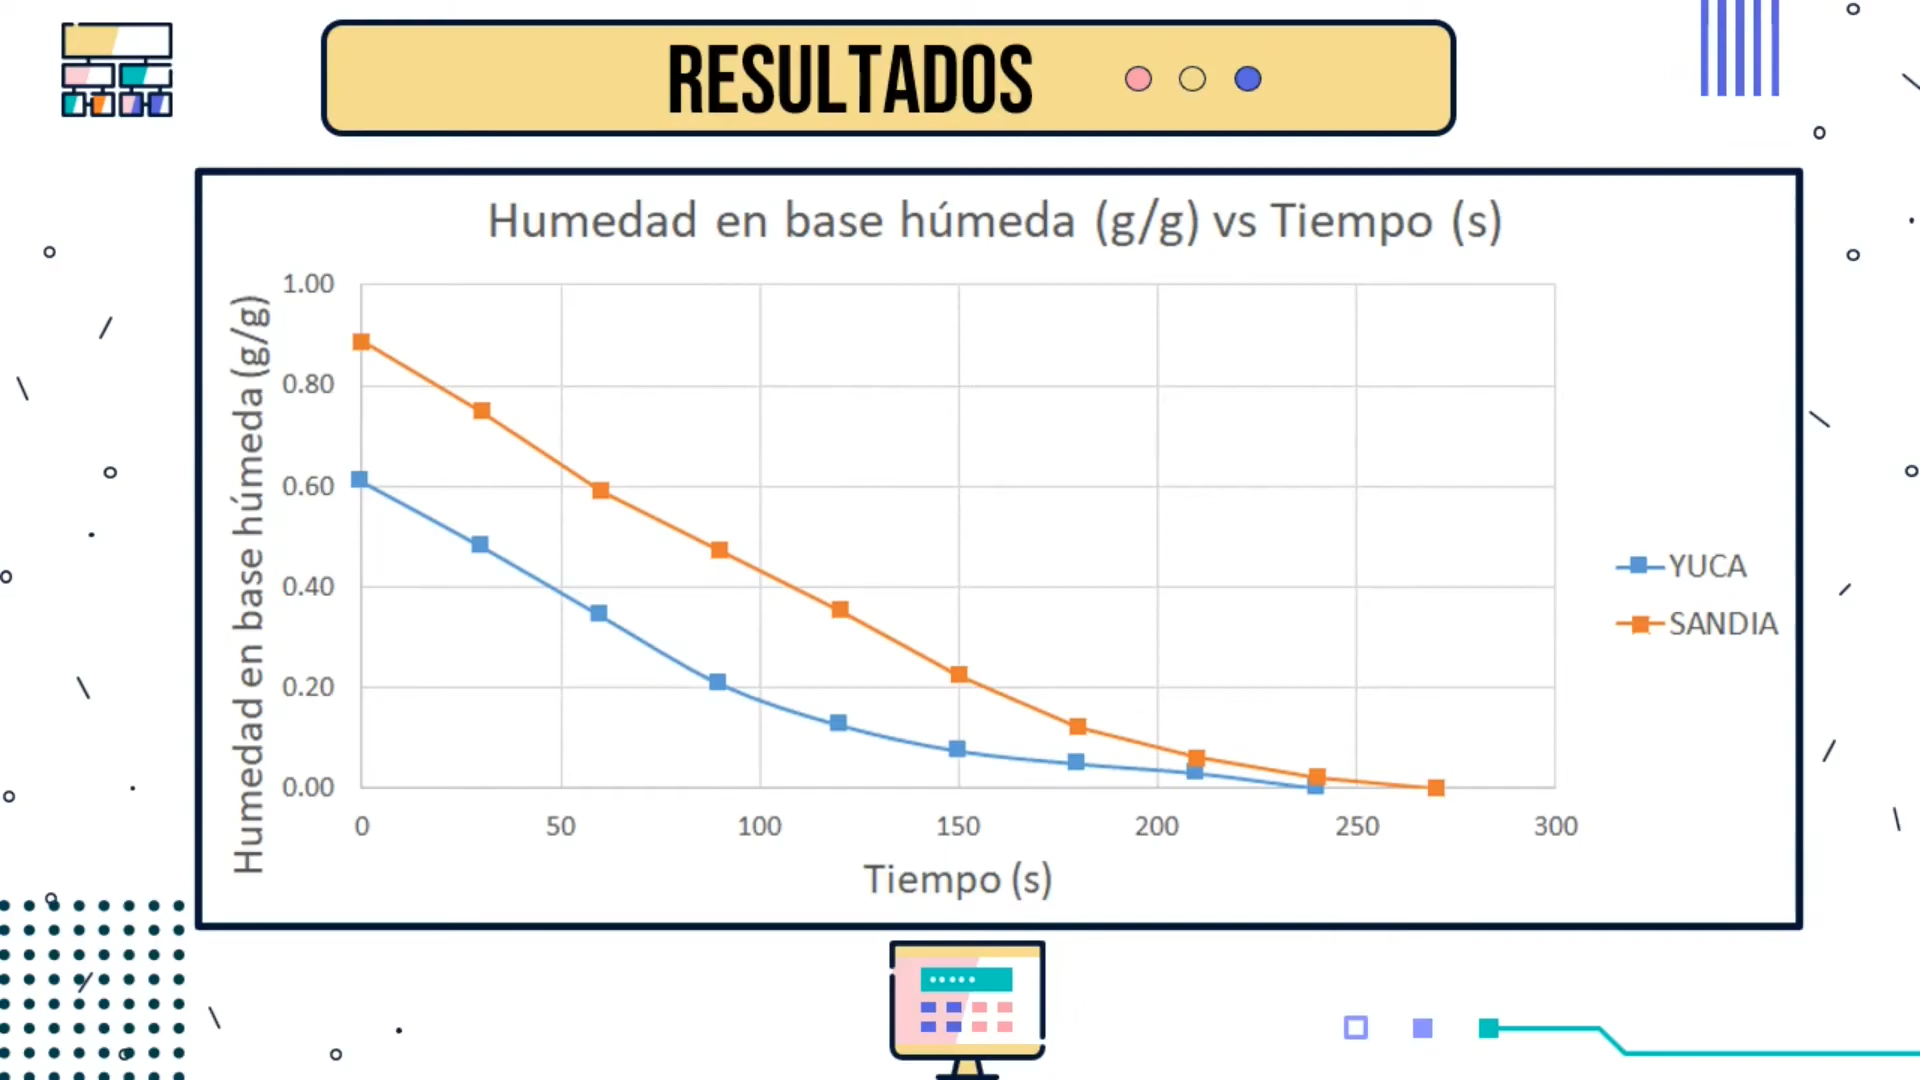 RESULTADOS
Humedad en base húmeda (g/g) vs Tiempo (s)
Humedad en base húmeda (g/g)
1.00
0.80
0.60
0.40
0.20
0.00
0 50 100 150 200 250 300
Tiempo (s)
YUCA
SANDIA